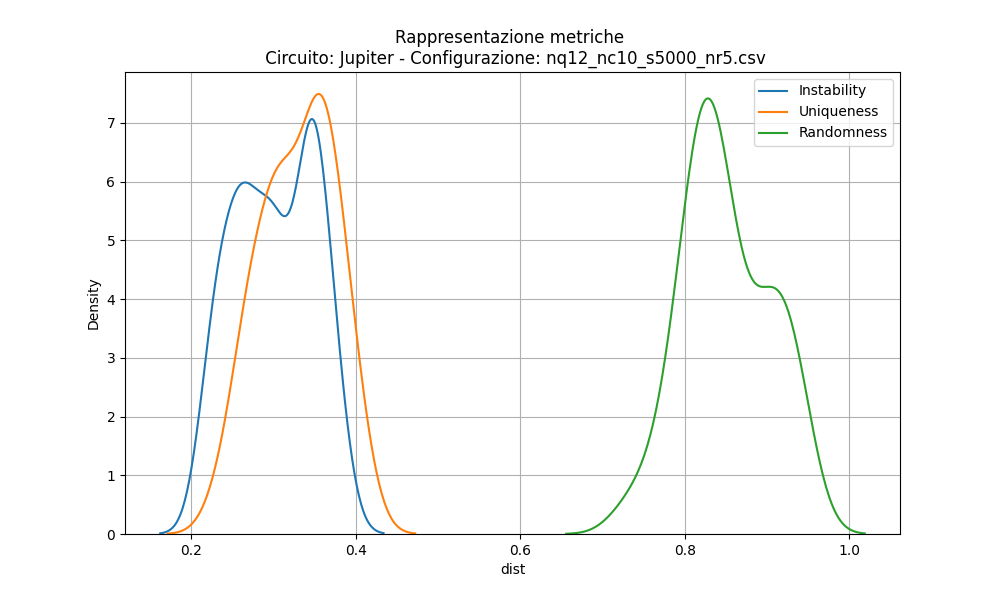 Rappresentazione metriche
Circuito: Jupiter - Configurazione: nq12_nc10_s5000_nr5.csv
Instability
Uniqueness
Randomness
Density
7
6
5
4
3
2
1
0
0.2 0.4 0.6 0.8 1.0
dist